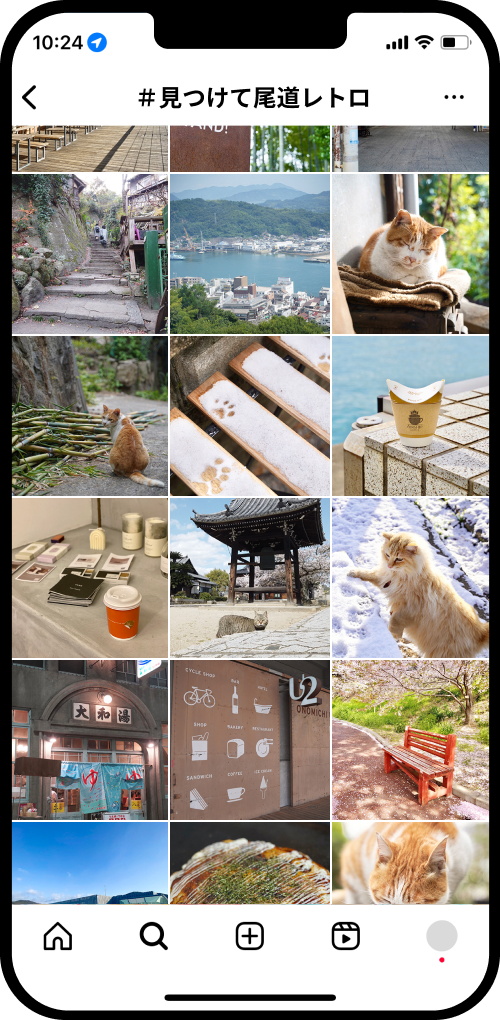 10:24
#見つけて尾道レトロ
AND!
大和湯
ゆ
CYCLE SHOP
BAR
HOTEL
U2
ONOMICHI
SHOP
BAKERY
RESTAURANT
SANDWICH
COFFEE
ICE CREAM